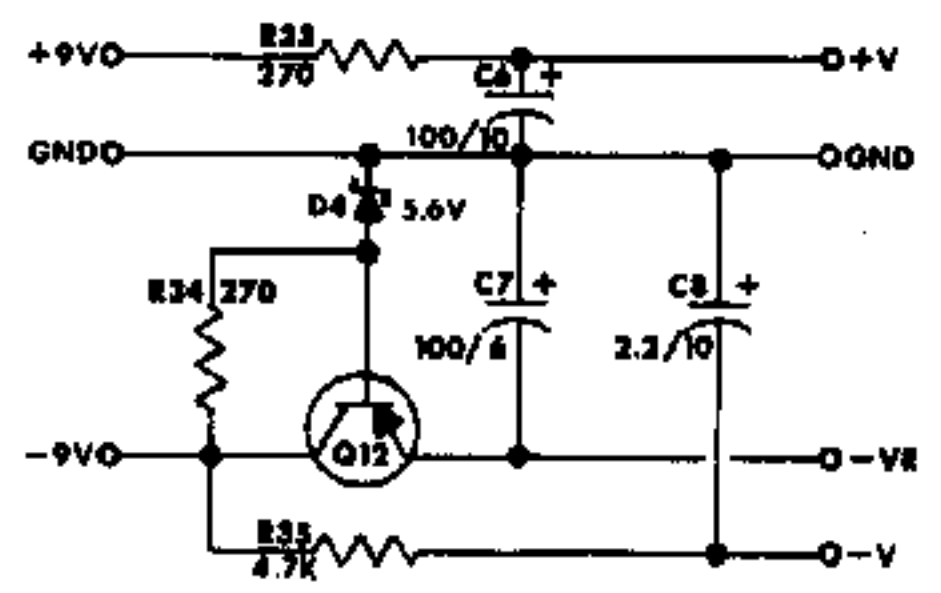 R33
+9V
+V
270
C6 +
100/10
GND
GND
D4 5.6V
R34 270
C7 +
C8 +
100/6
2.2/10
-9V
Q12
-VR
R35
4.7K
-V